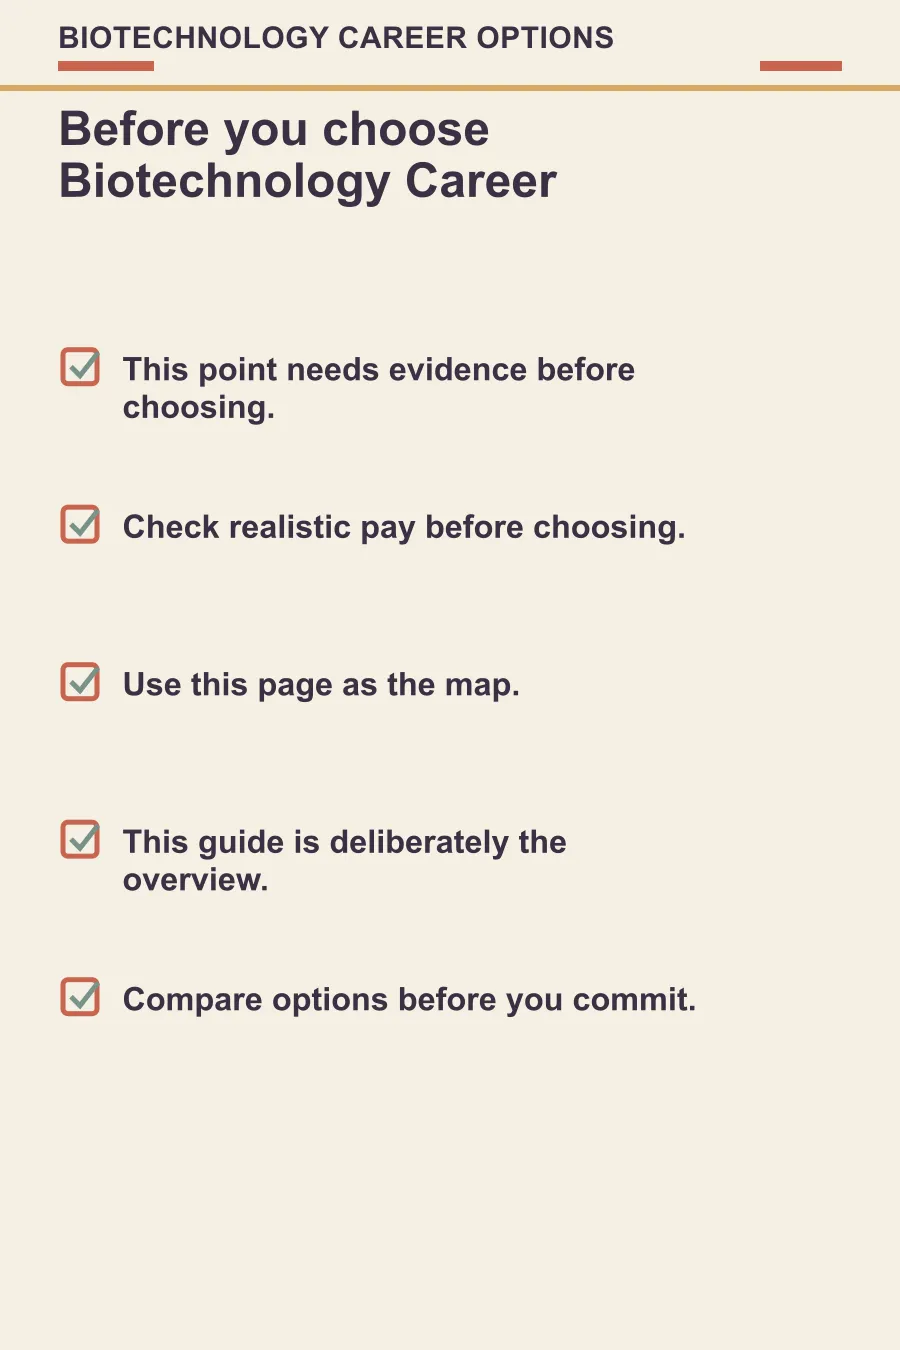 BIOTECHNOLOGY CAREER OPTIONS
Before you choose
Biotechnology Career
This point needs evidence before
choosing.
Check realistic pay before choosing.
Use this page as the map.
This guide is deliberately the
overview.
Compare options before you commit.